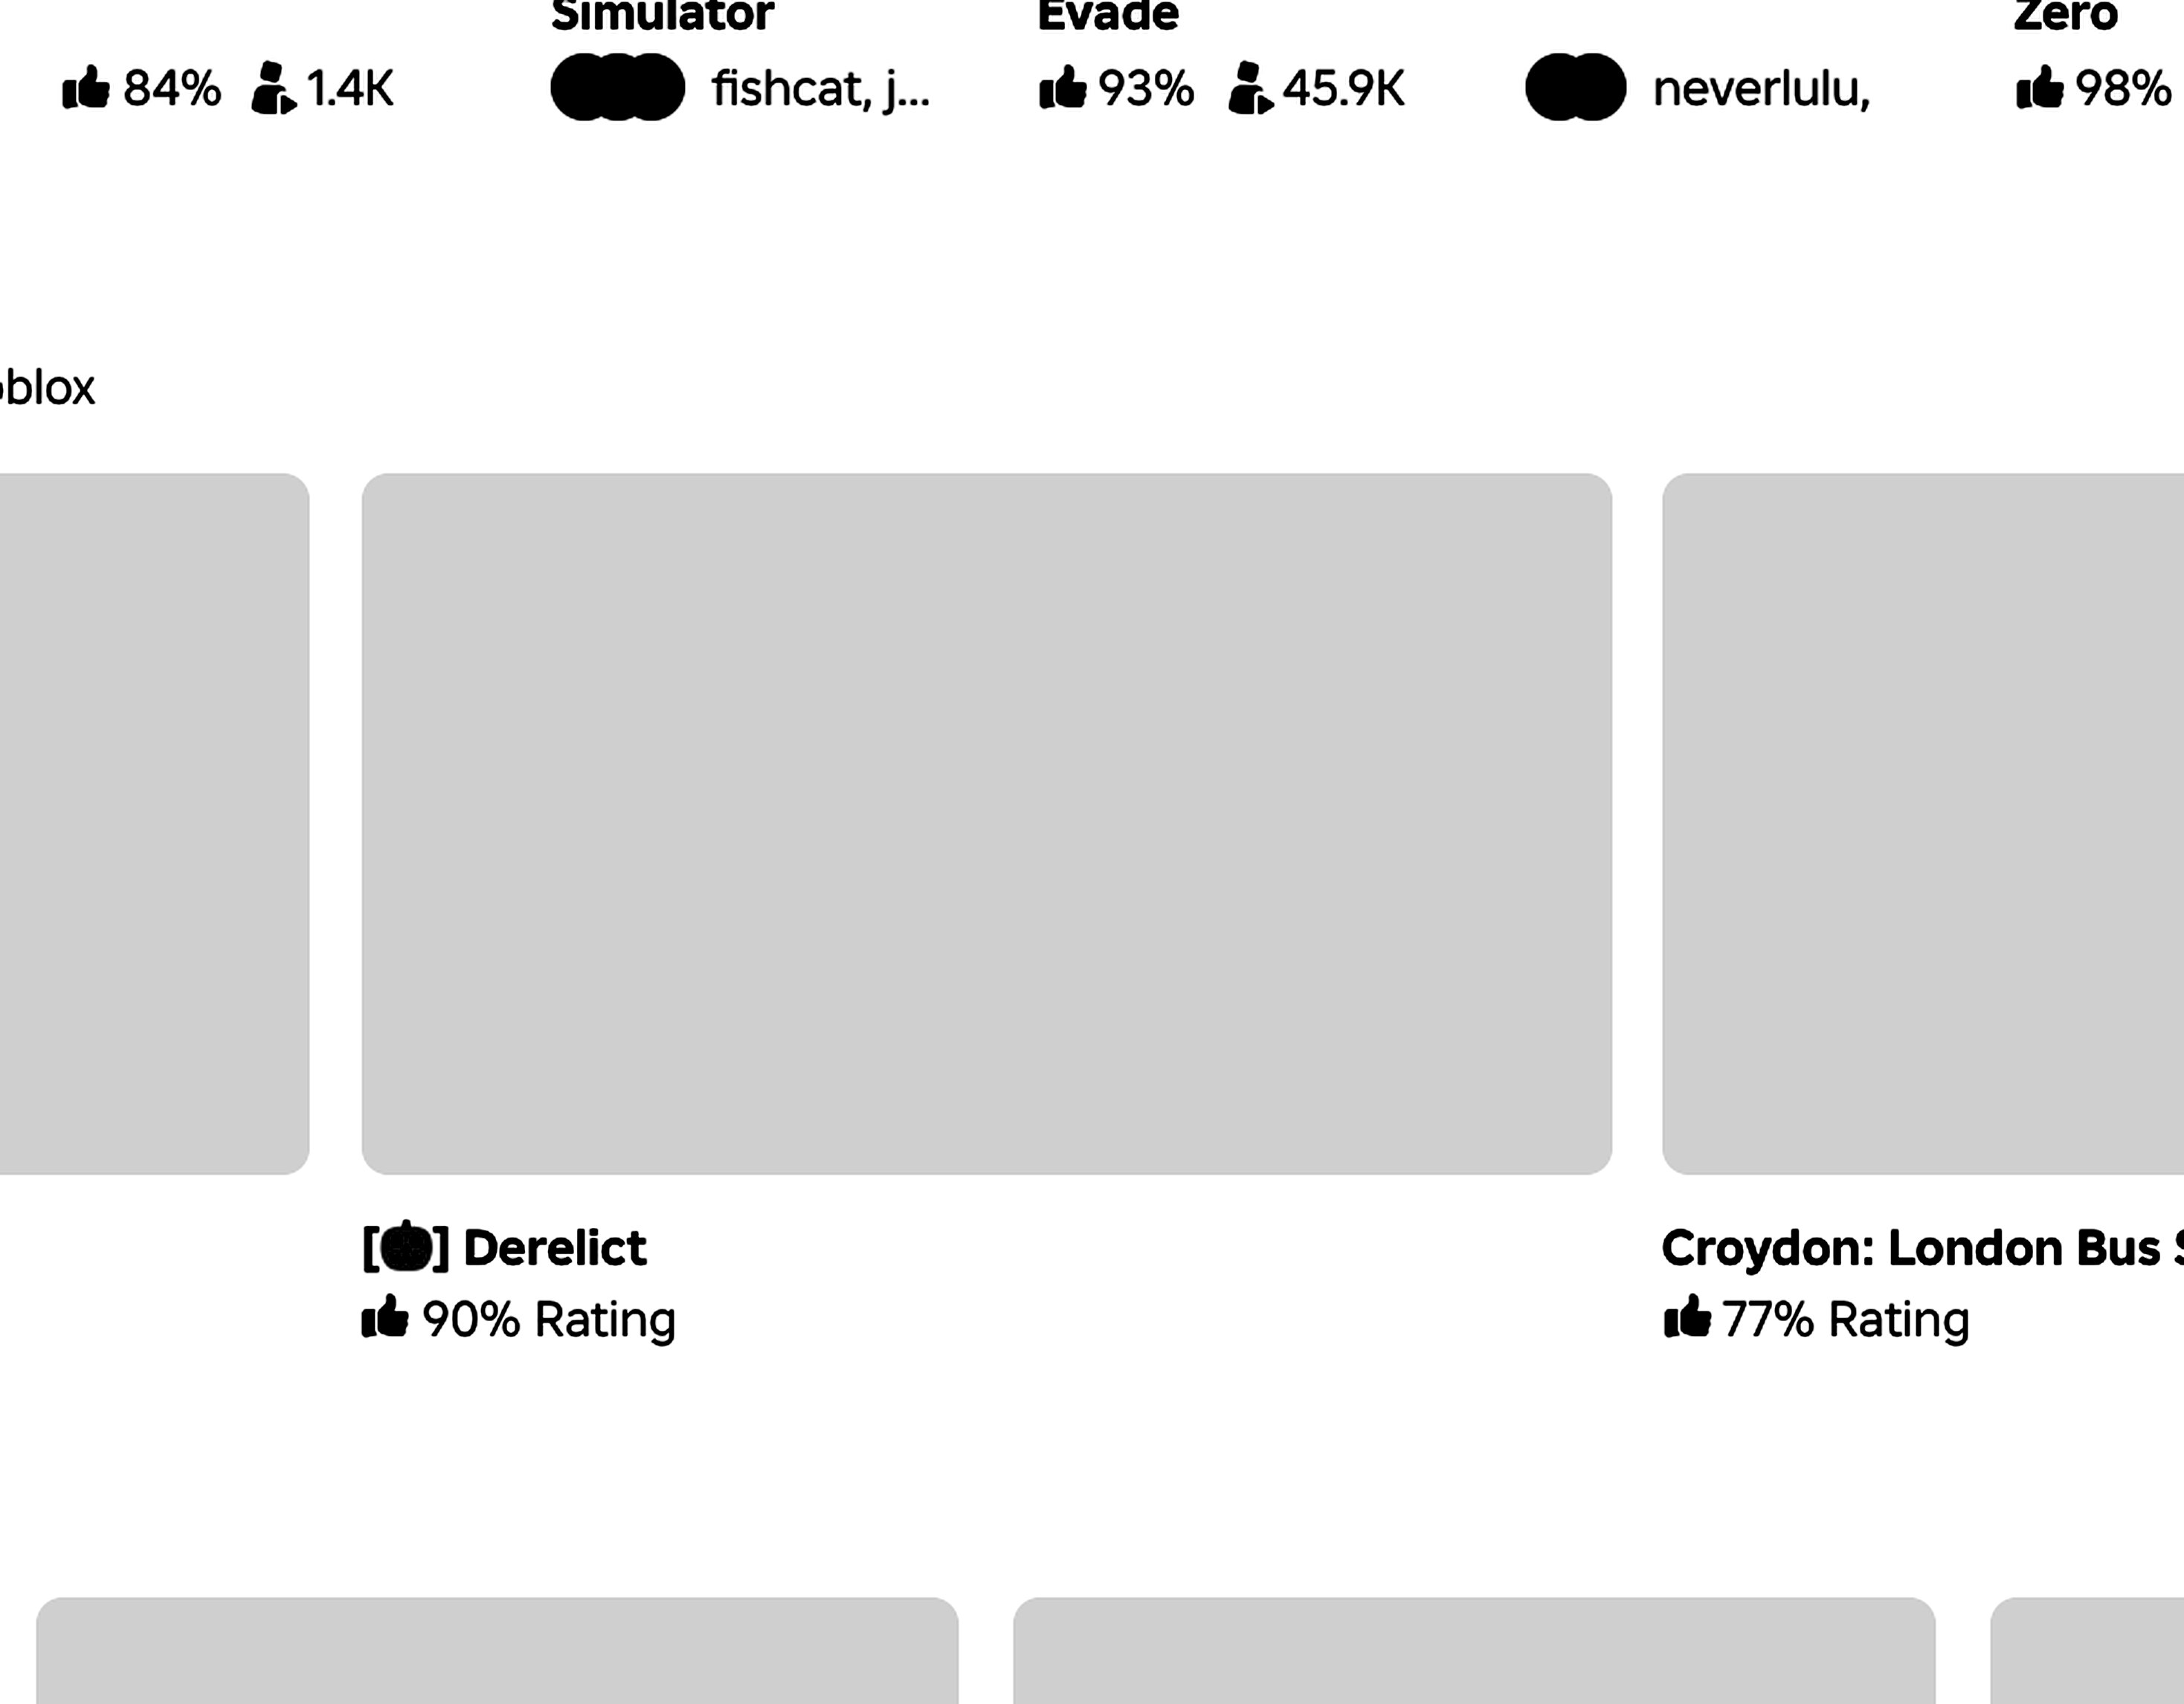 Simulator
Evade
Zero
84% 1.4K
fishcat, j...
93% 45.9K
neverlulu,
98%
blox
[🎃] Derelict
Croydon: London Bus
90% Rating
77% Rating